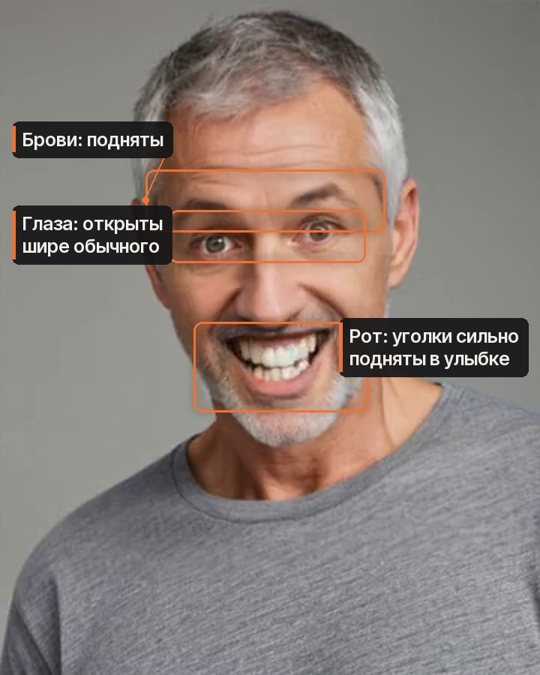 Брови: подняты
Глаза: открыты
шире обычного
Рот: уголки сильно
подняты в улыбке